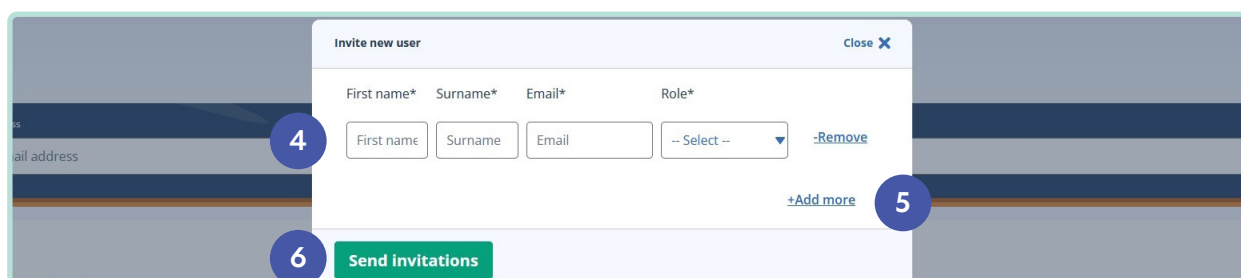 Invite new user
Close
First name* Surname* Email* Role*
ss
4 First name Surname Email -- Select -- -Remove
ail address
+Add more 5
6 Send invitations